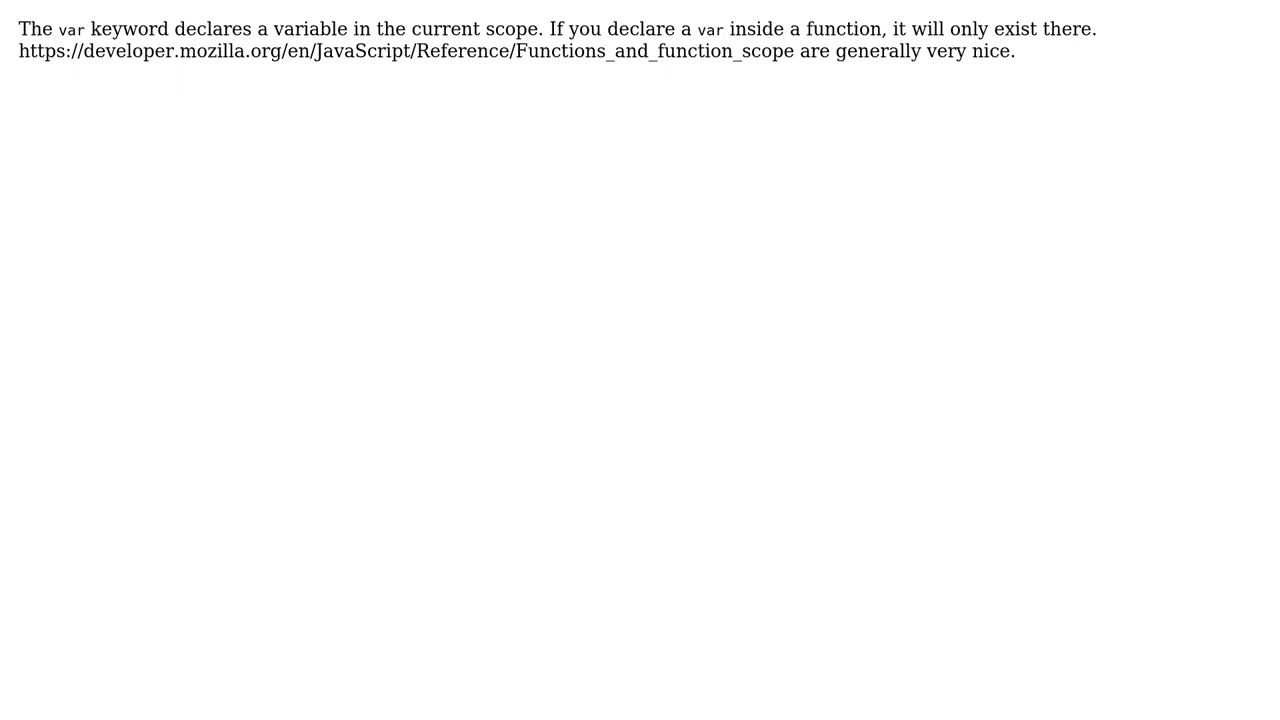 The var keyword declares a variable in the current scope. If you declare a var inside a function, it will only exist there.
https://developer.mozilla.org/en/JavaScript/Reference/Functions_and_function_scope are generally very nice.